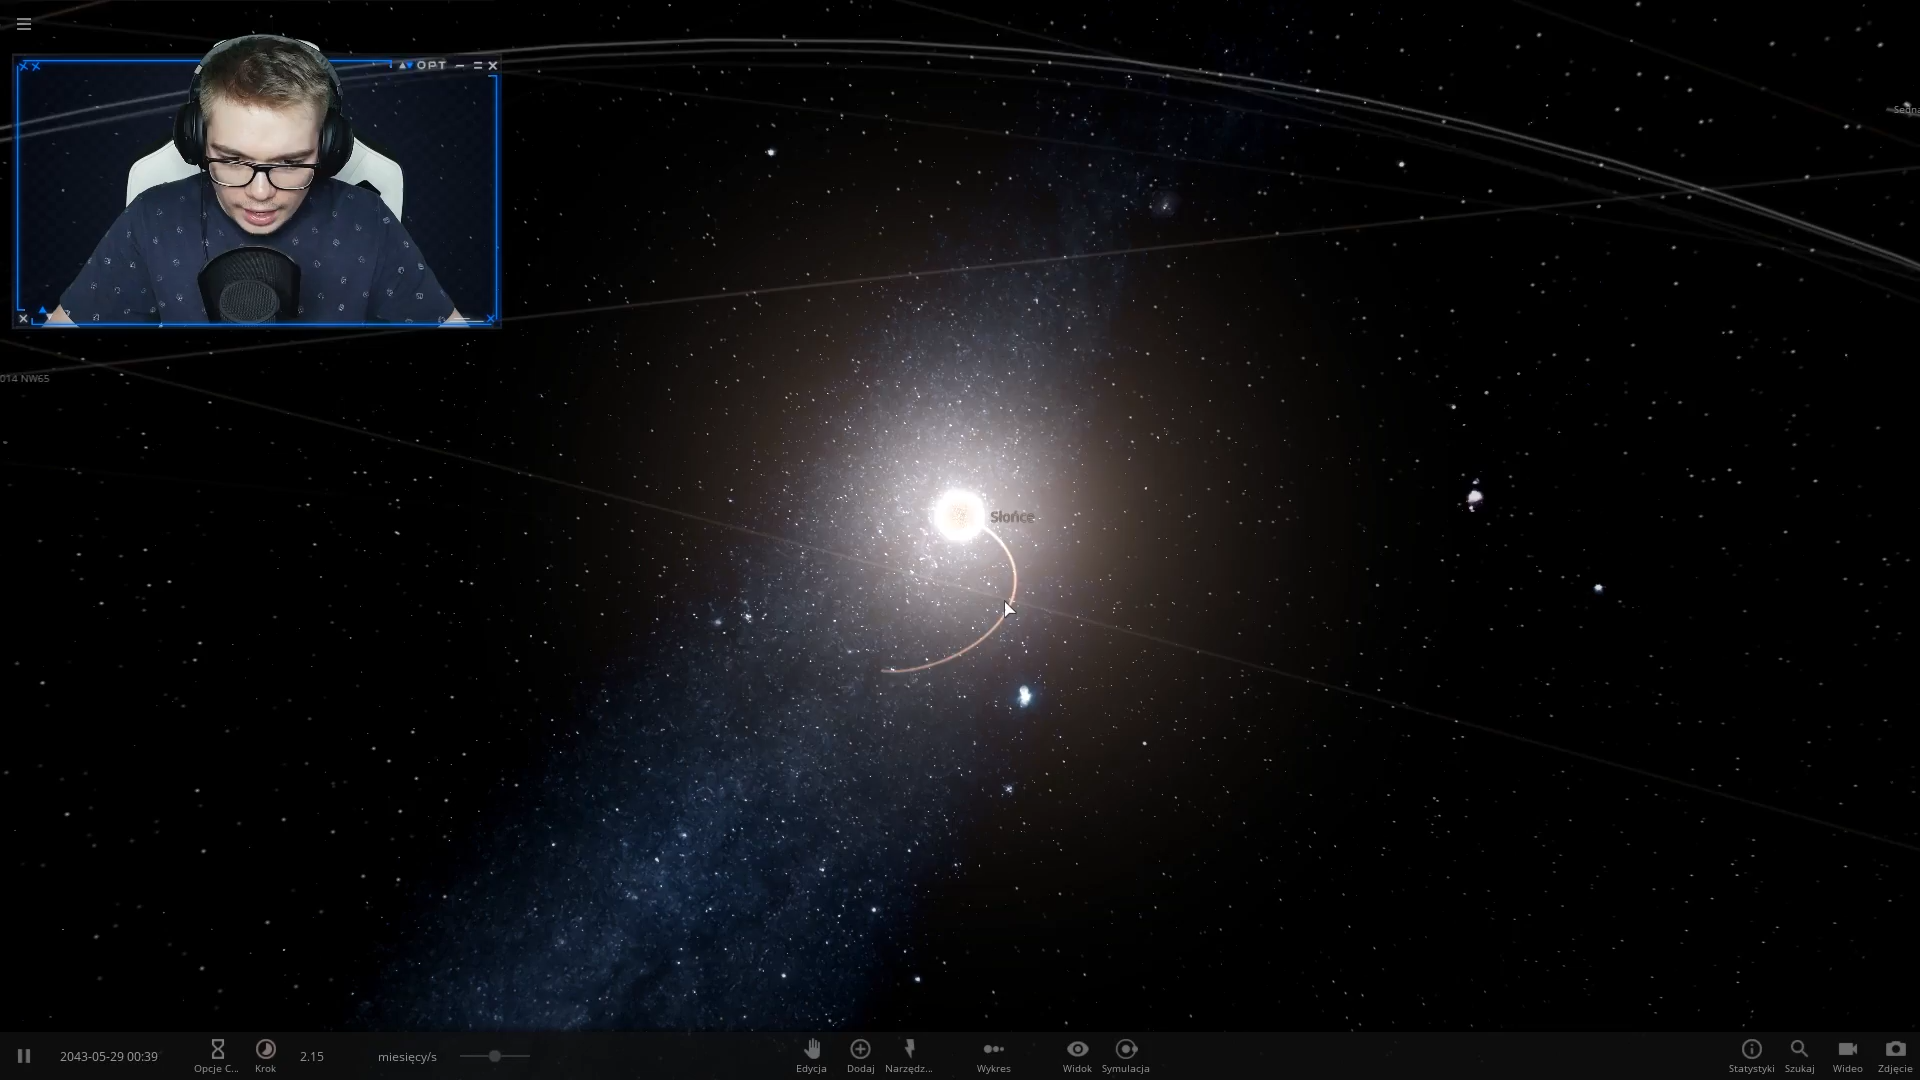 OPT
Sedna
014 NW65
Słońce
2043-05-29 00:39
Opcje C...
Krok
2.15
miesięcy/s
Edycja
Dodaj
Narzędz...
Wykres
Widok
Symulacja
Statystyki
Szukaj
Wideo
Zdjęcie